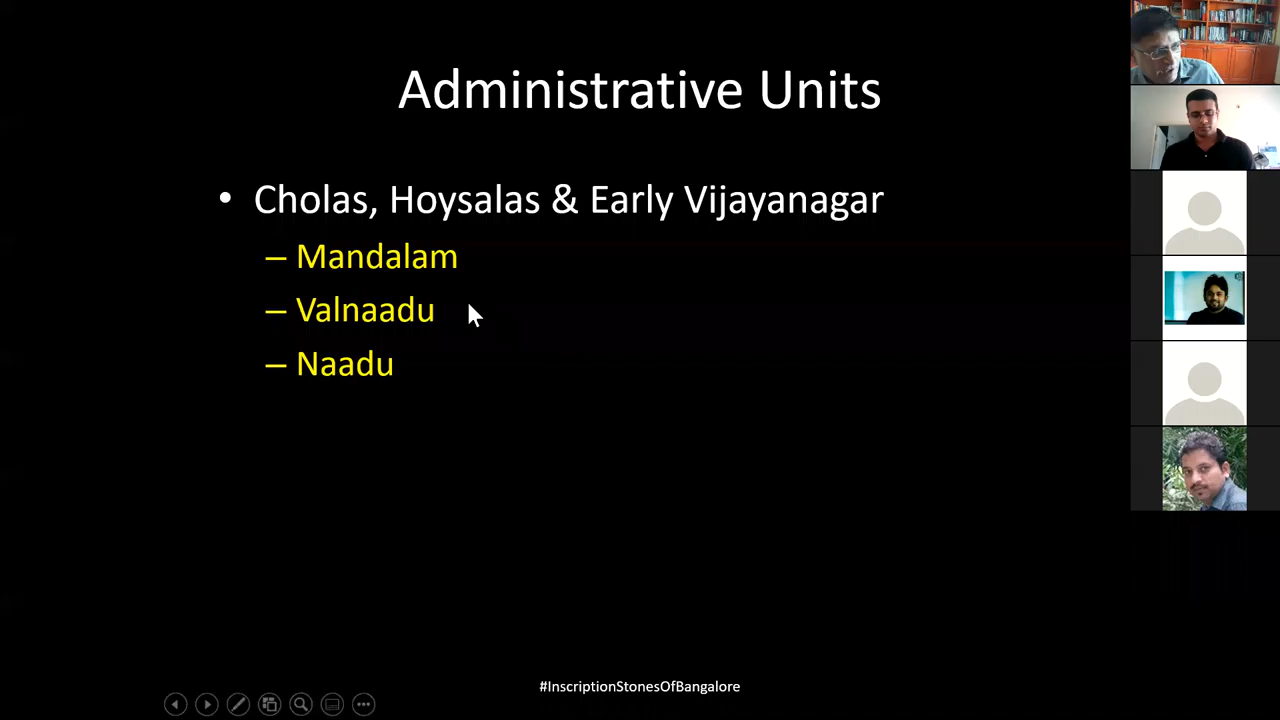 Administrative Units
• Cholas, Hoysalas & Early Vijayanagar
– Mandalam
– Valnaadu
– Naadu
#InscriptionStonesOfBangalore